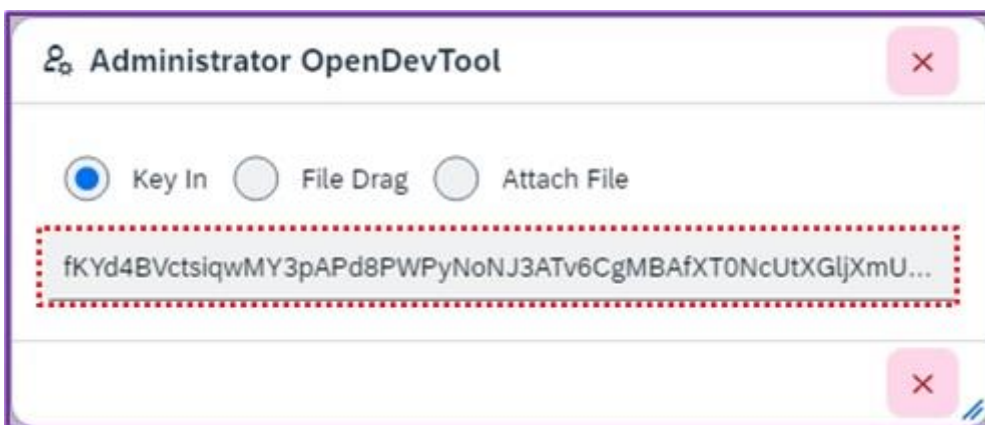 Administrator OpenDevTool
Key In File Drag Attach File
fKYd4BVctsiqwMY3pAPd8PWPyNoNJ3ATv6CgMBAfXT0NcUtXGljXmU...